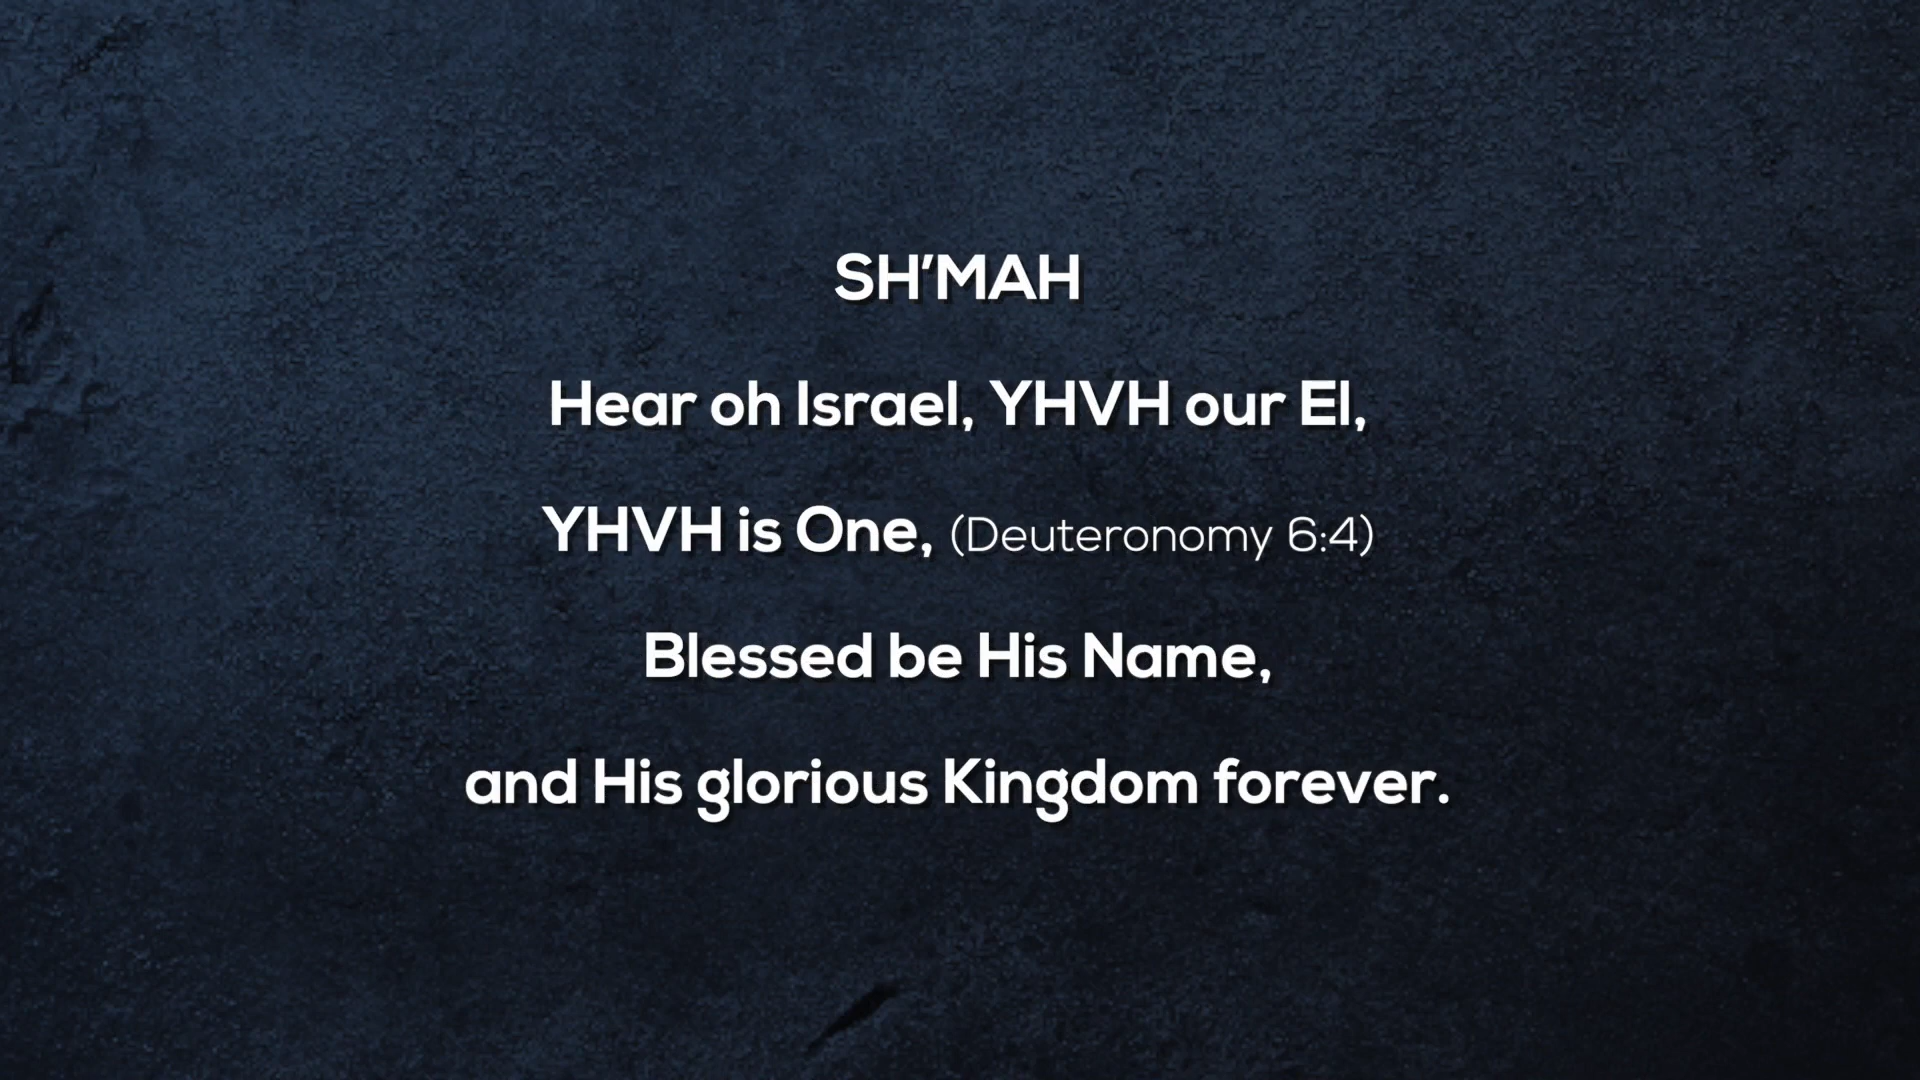 SH'MAH
Hear oh Israel, YHVH our El,
YHVH is One, (Deuteronomy 6:4)
Blessed be His Name,
and His glorious Kingdom forever.